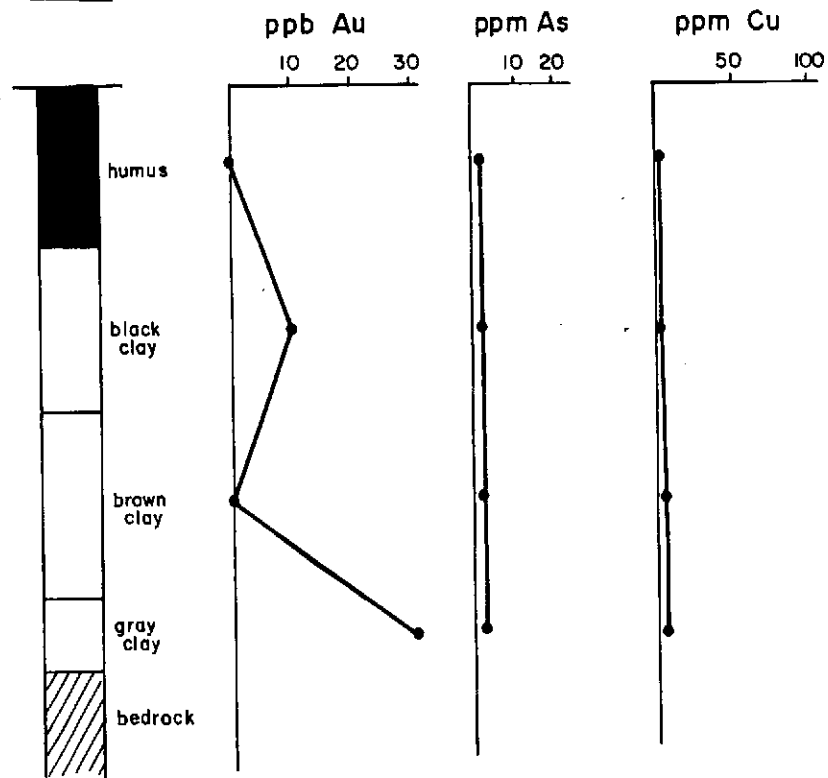 ppb Au ppm As ppm Cu
10 20 30 10 20 50 100
humus
black
clay
brown
clay
gray
clay
bedrock